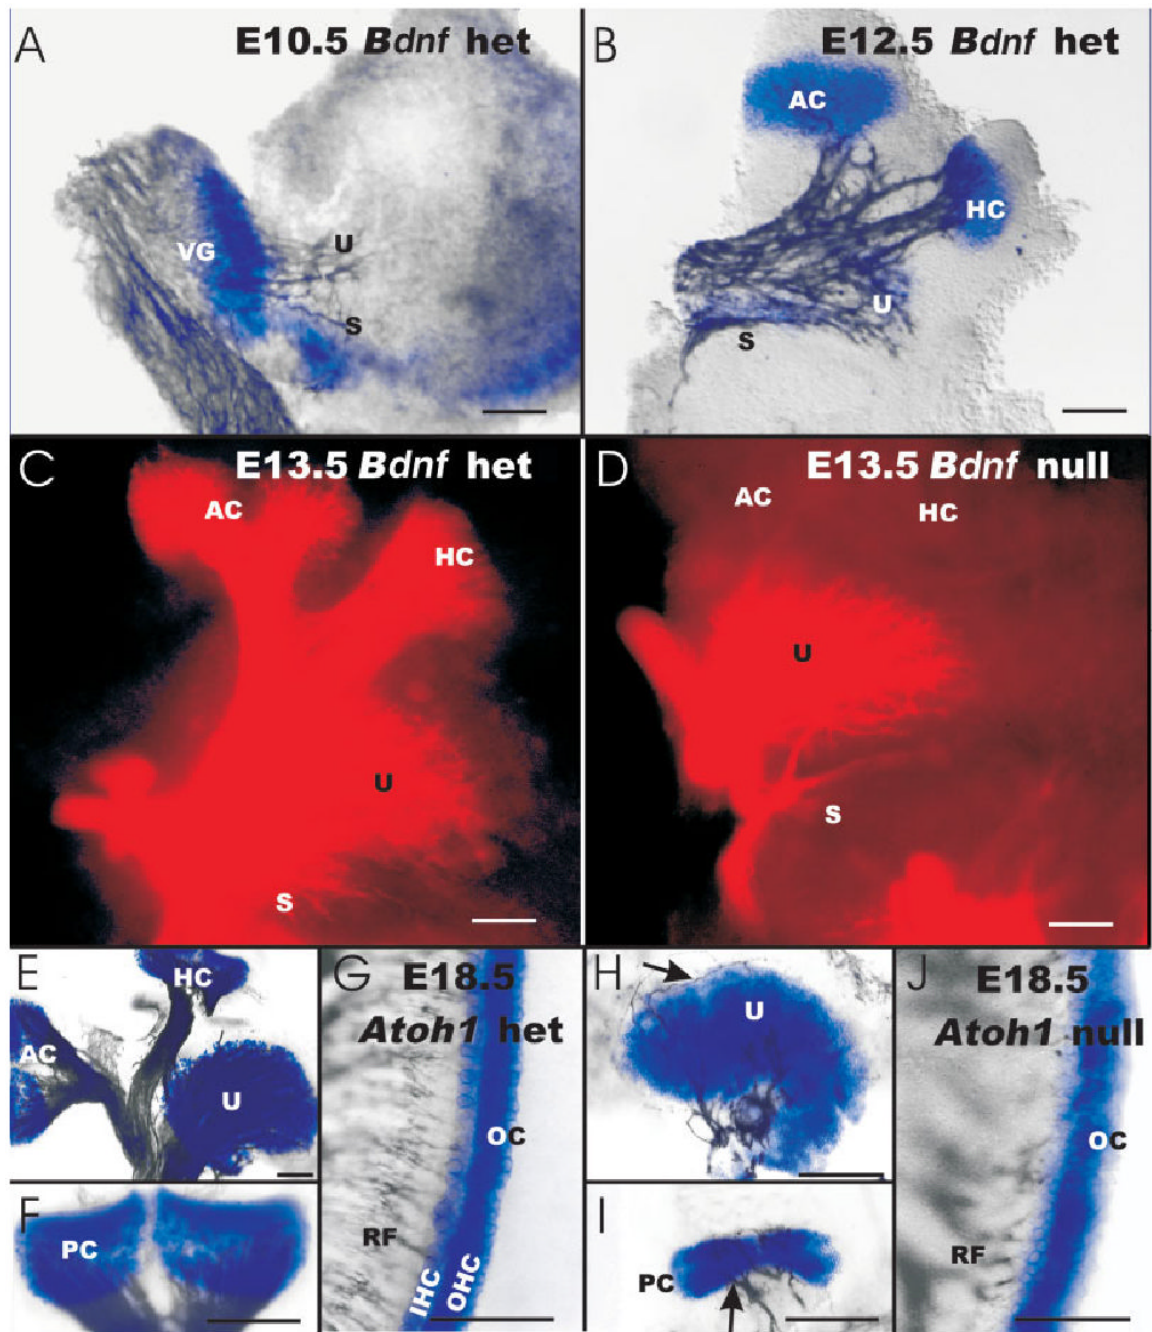 A
E10.5 Bdnf het
VG
U
S
B
E12.5 Bdnf het
AC
HC
U
S
C
E13.5 Bdnf het
AC
HC
U
S
D
E13.5 Bdnf null
AC
HC
U
S
E
HC
AC
U
F
PC
G
E18.5
Atoh1 het
OC
RF
IHC
OHC
H
U
I
PC
J
E18.5
Atoh1 null
OC
RF